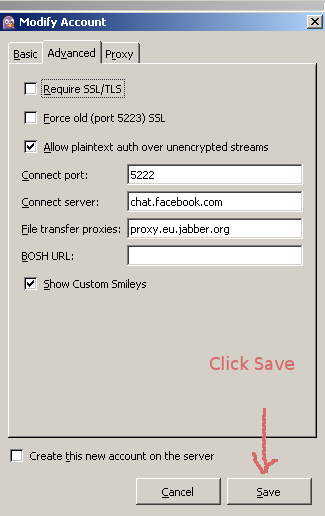 Modify Account
Basic Advanced Proxy
Require SSL/TLS
Force old (port 5223) SSL
Allow plaintext auth over unencrypted streams
Connect port: 5222
Connect server: chat.facebook.com
File transfer proxies: proxy.eu.jabber.org
BOSH URL:
Show Custom Smileys
Click Save
Create this new account on the server
Cancel Save